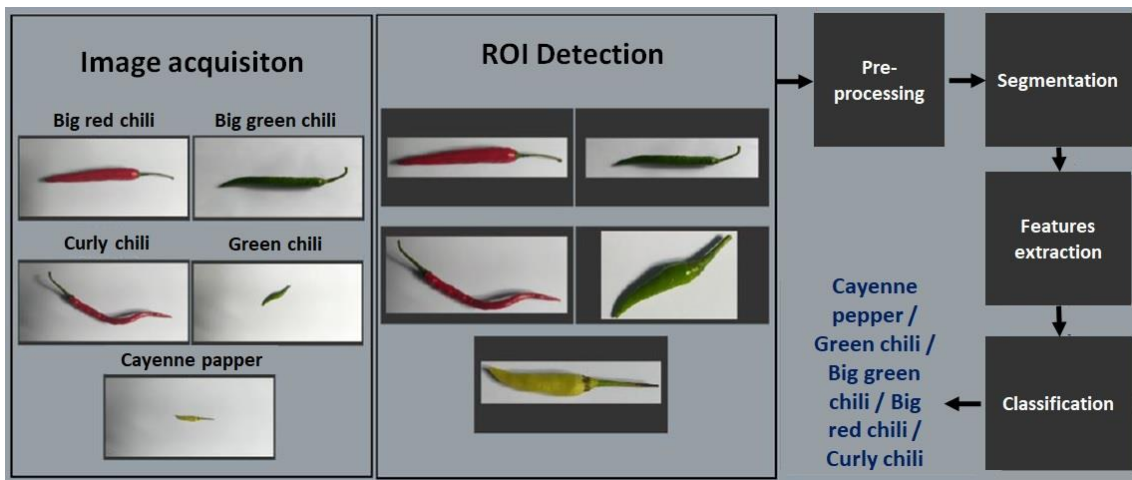 Image acquisiton
Big red chili
Big green chili
Curly chili
Green chili
Cayenne papper
ROI Detection
Pre-
processing
Segmentation
Features
extraction
Classification
Cayenne
pepper /
Green chili /
Big green
chili / Big
red chili /
Curly chili